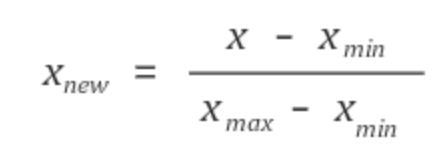 x_new = (x - x_min) / (x_max - x_min)